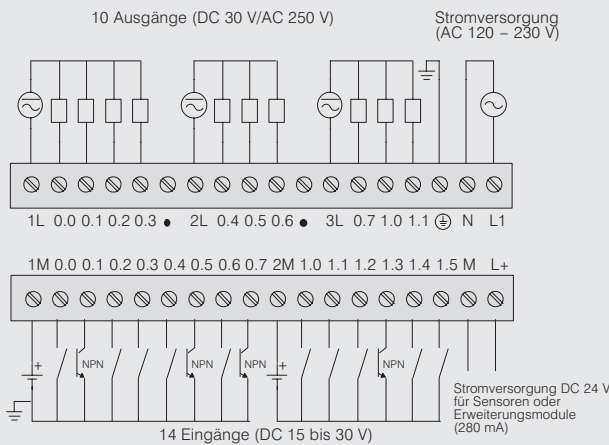 10 Ausgänge (DC 30 V/AC 250 V)
Stromversorgung
(AC 120 – 230 V)
1L 0.0 0.1 0.2 0.3 • 2L 0.4 0.5 0.6 • 3L 0.7 1.0 1.1 N L1
1M 0.0 0.1 0.2 0.3 0.4 0.5 0.6 0.7 2M 1.0 1.1 1.2 1.3 1.4 1.5 M L+
+ NPN NPN NPN + NPN
Stromversorgung DC 24 V
für Sensoren oder
Erweiterungsmodule
(280 mA)
14 Eingänge (DC 15 bis 30 V)